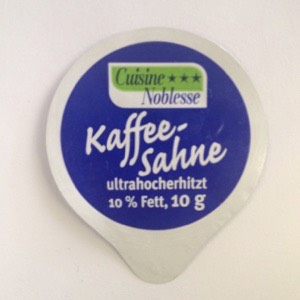 Cuisine ★★★
Noblesse
Kaffee-
Sahne
ultrahocherhitzt
10 % Fett, 10 g